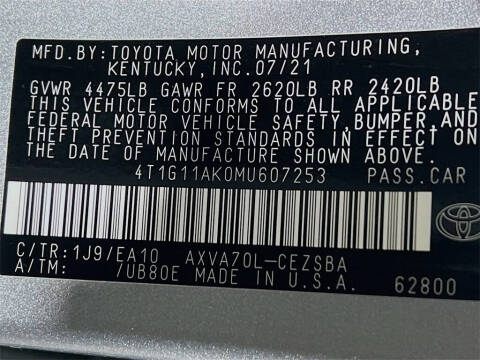 MFD.BY:TOYOTA MOTOR MANUFACTURING,
KENTUCKY,INC.07/21
GVWR 4475LB GAWR FR 2620LB RR 2420LB
THIS VEHICLE CONFORMS TO ALL APPLICABLE
FEDERAL MOTOR VEHICLE SAFETY,BUMPER,AND
THEFT PREVENTION STANDARDS IN EFFECT ON
THE DATE OF MANUFACTURE SHOWN ABOVE.
4T1G11AK0MU607253 PASS.CAR
C/TR:1J9/EA10 AXVA70L-CEZSBA
A/TM: /UB80E MADE IN U.S.A. 62800